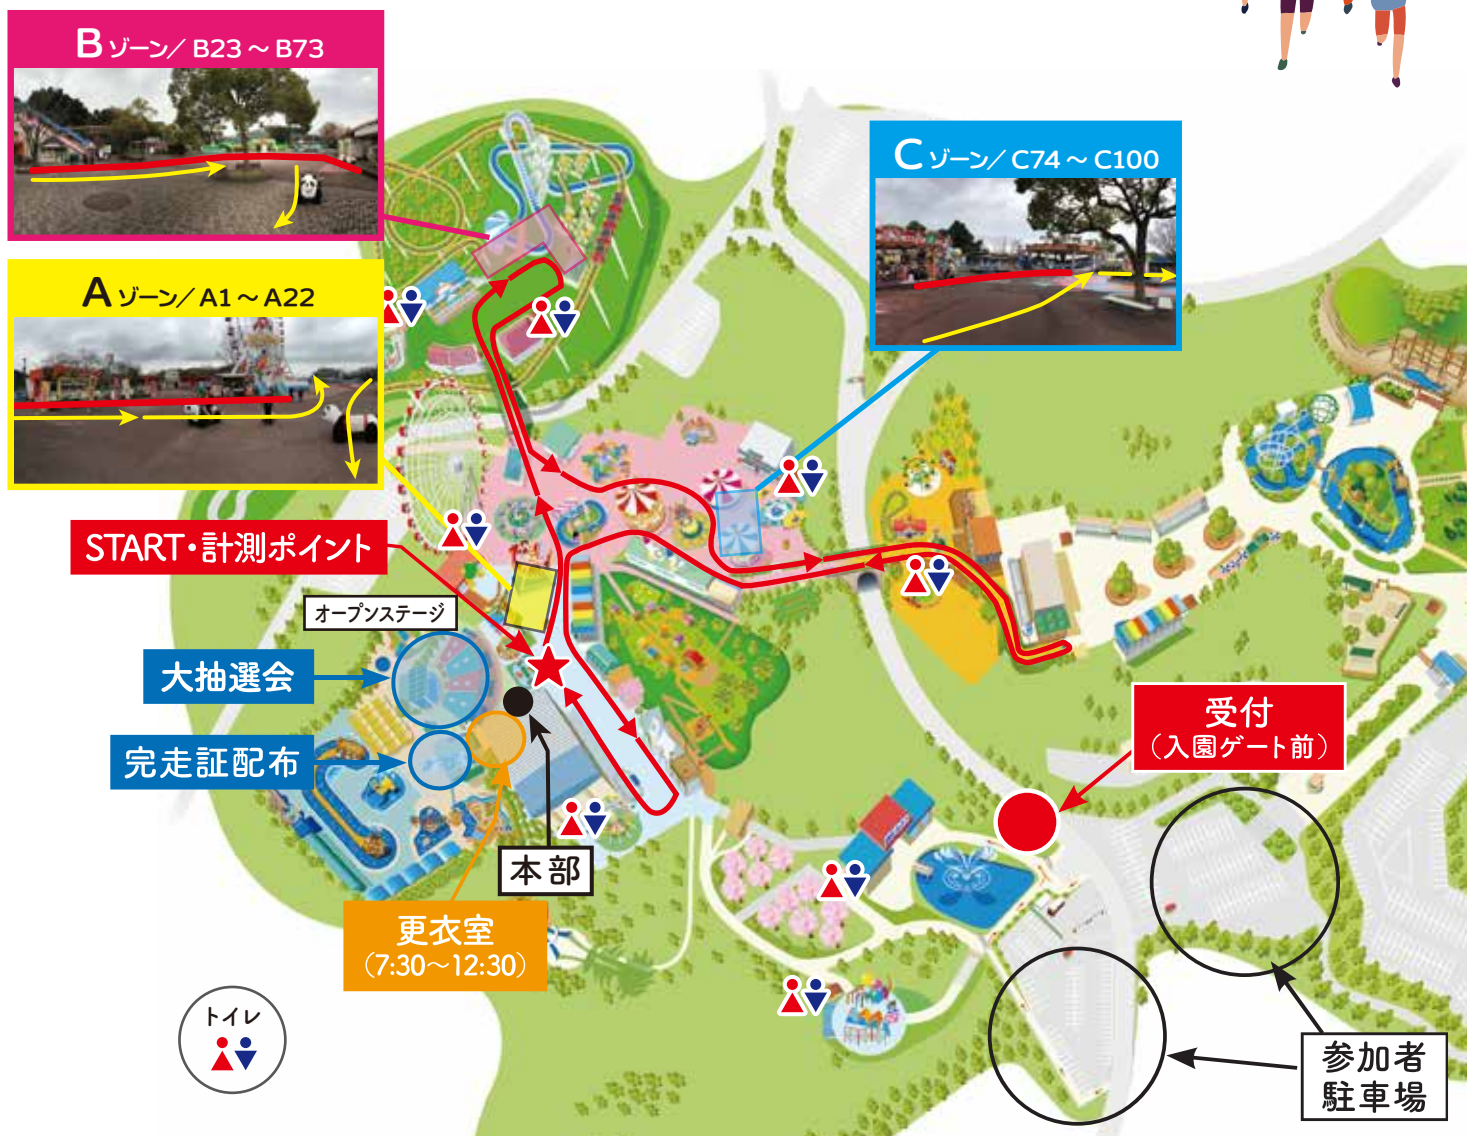 B ゾーン／B23～B73
C ゾーン／C74～C100
A ゾーン／A1～A22
START・計測ポイント
オープンステージ
大抽選会
完走証配布
受付
（入園ゲート前）
本部
更衣室
（7:30～12:30）
トイレ
参加者
駐車場